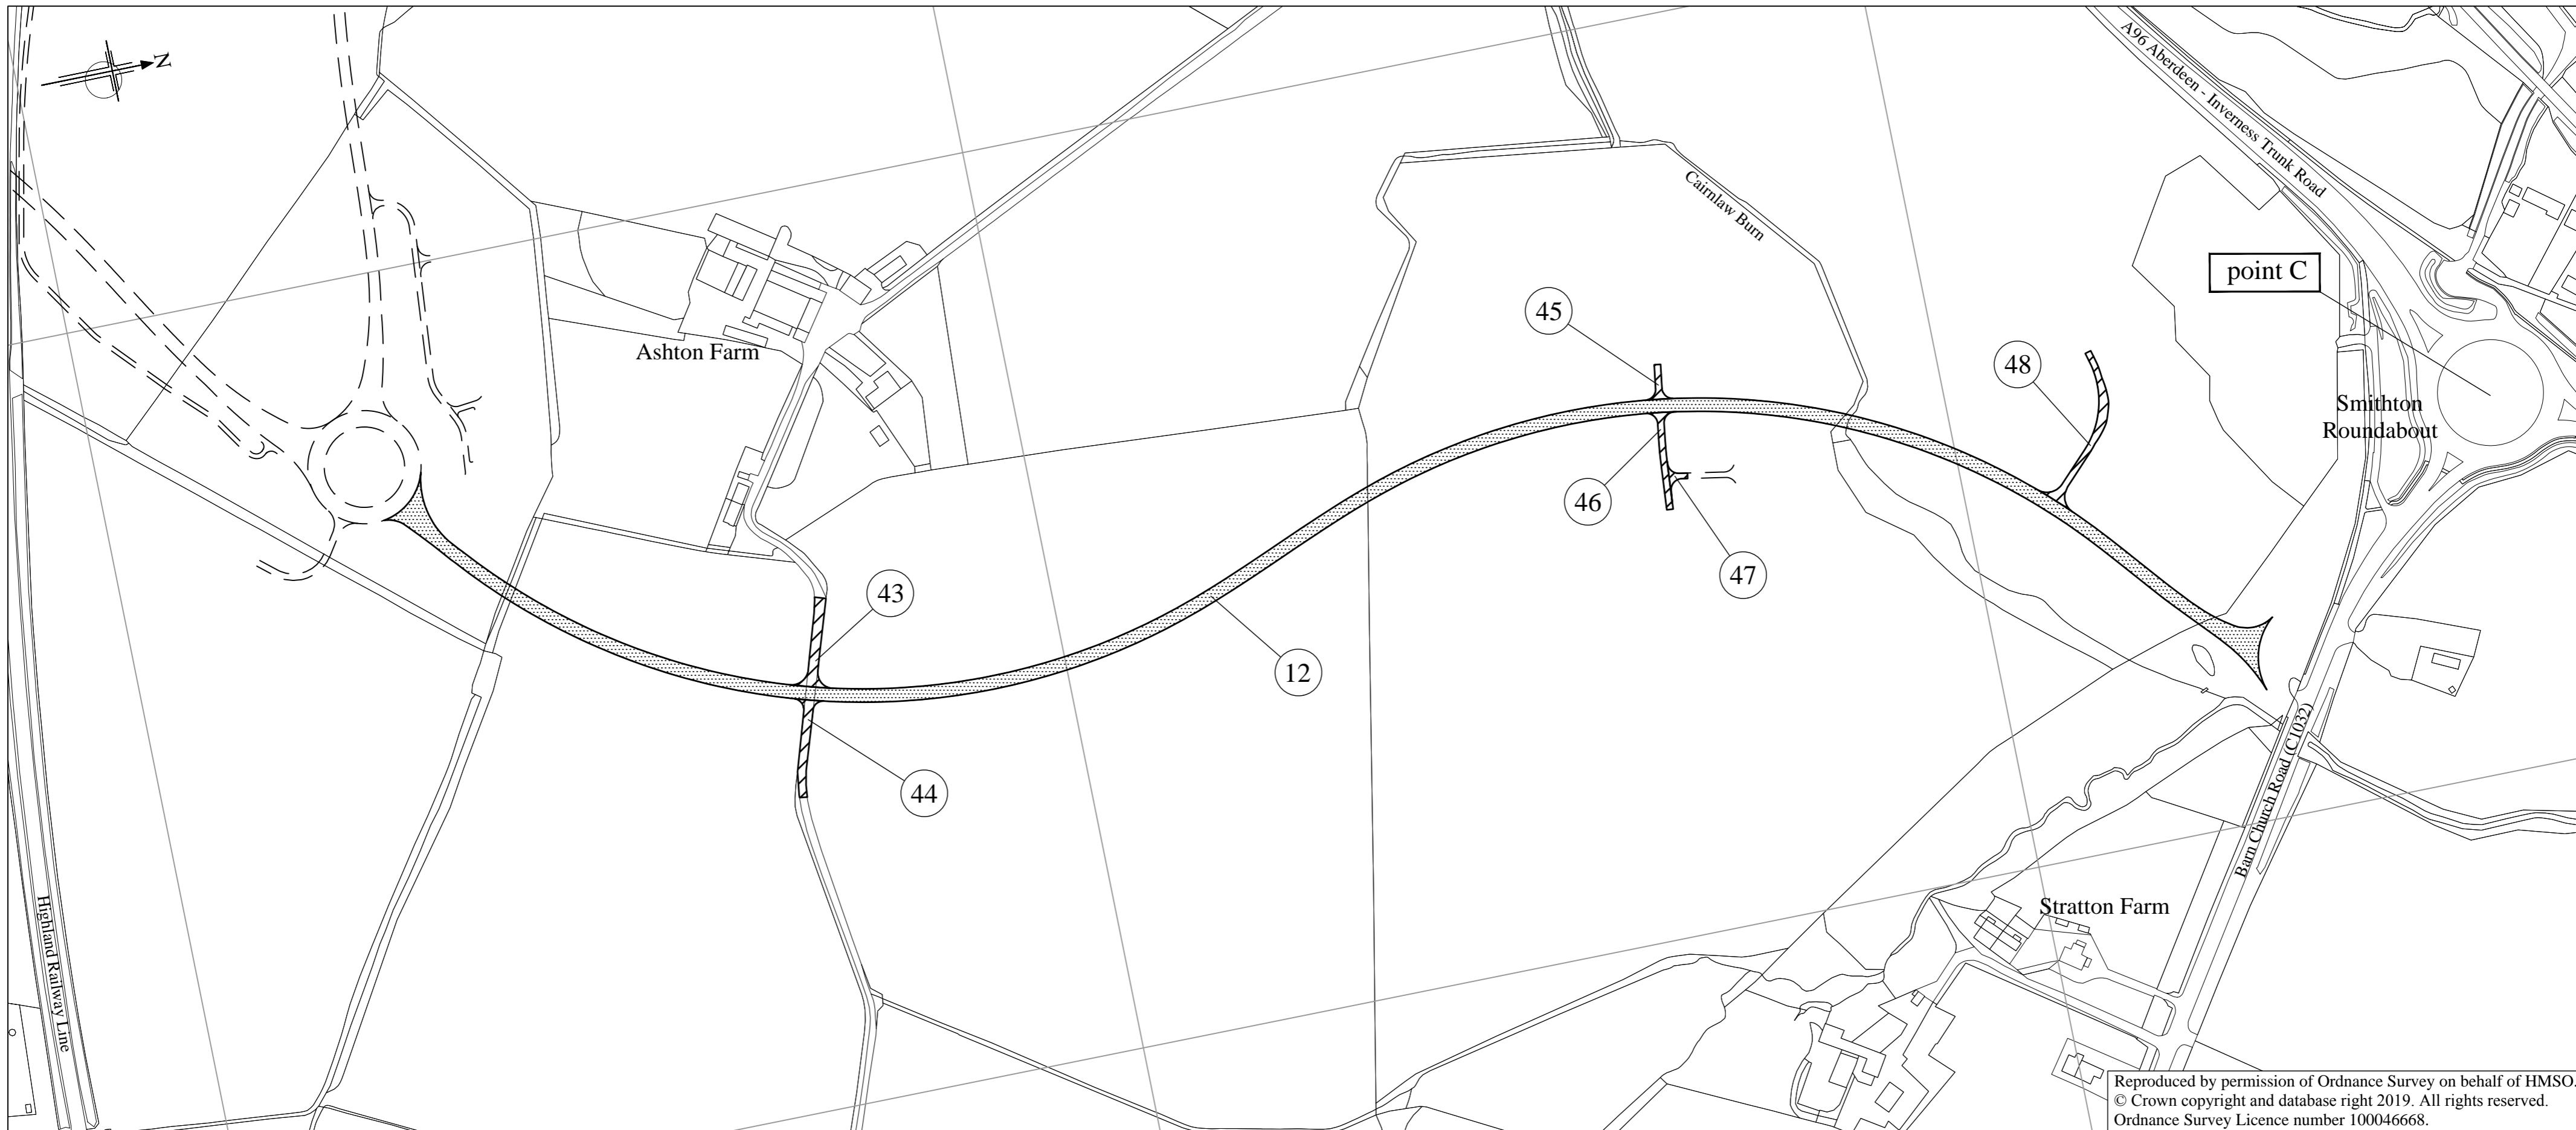 N
A96 Aberdeen - Inverness Trunk Road
Cairnlaw Burn
point C
45
48
Ashton Farm
Smithton
Roundabout
46
47
43
12
44
Barn Church Road (C1032)
Stratton Farm
Highland Railway Line
Reproduced by permission of Ordnance Survey on behalf of HMSO.
© Crown copyright and database right 2019. All rights reserved.
Ordnance Survey Licence number 100046668.